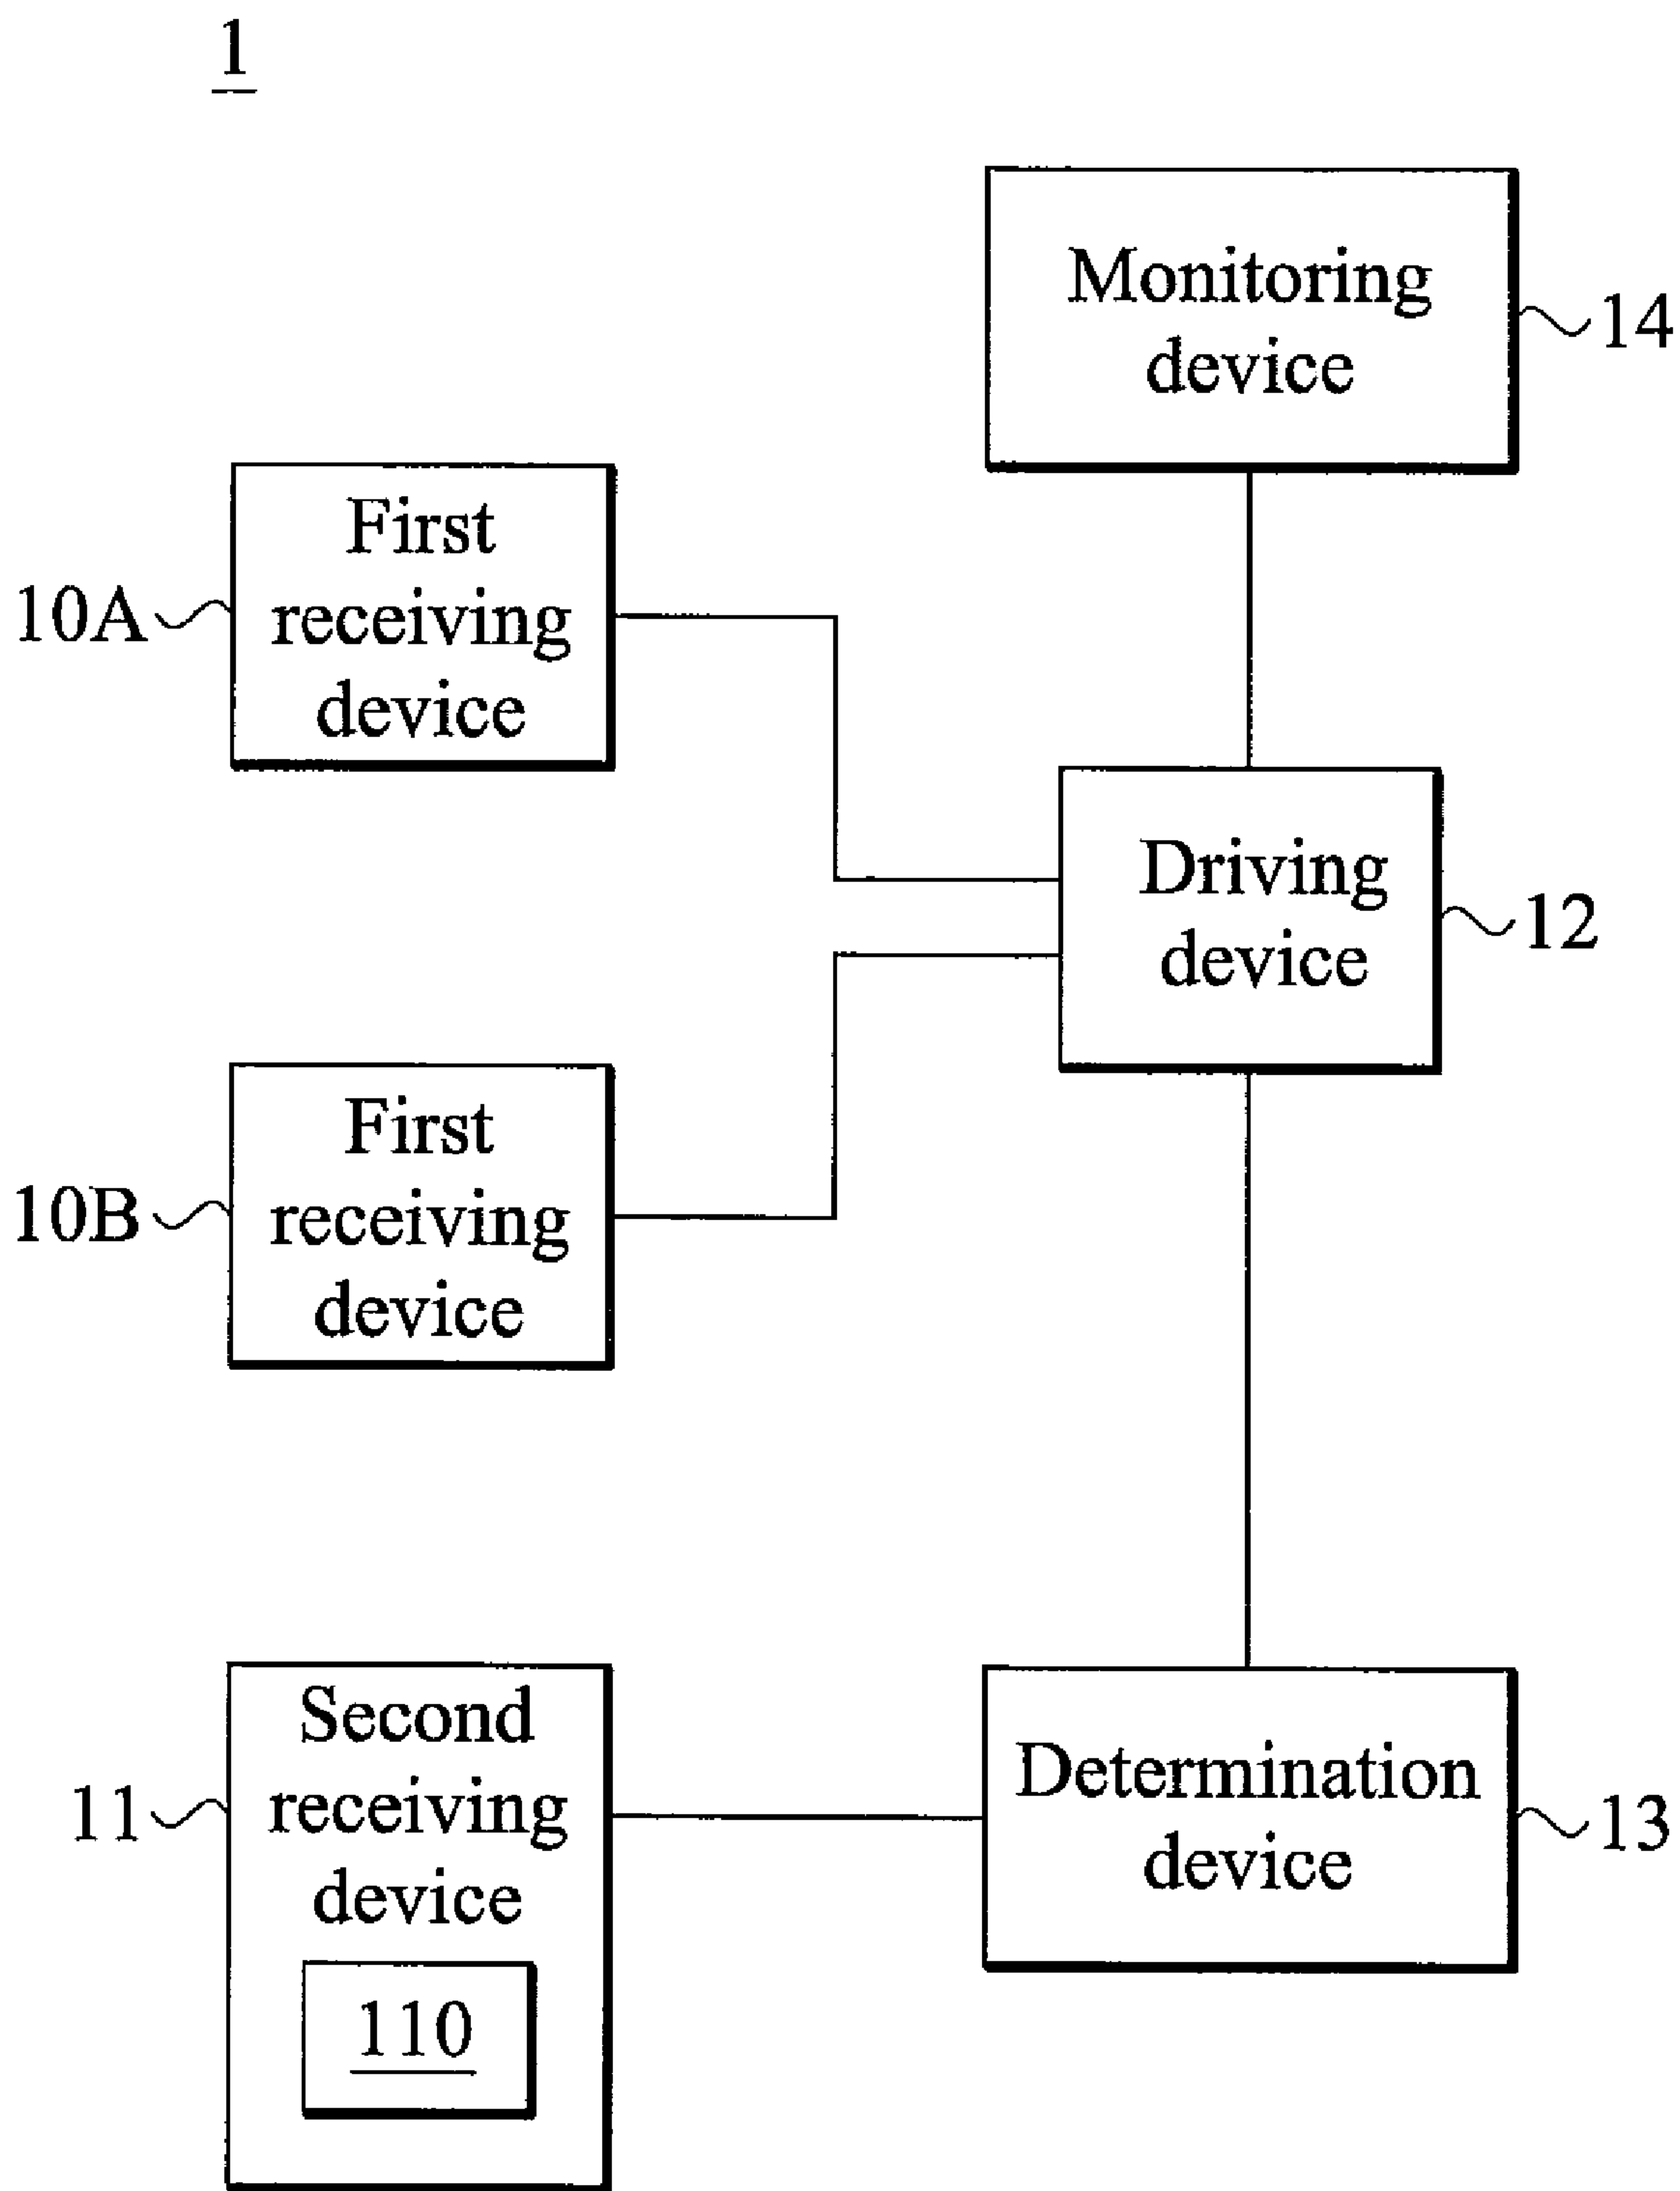 1
Monitoring
device
14
First
receiving
device
10A
Driving
device
12
First
receiving
device
10B
Second
receiving
device
11
110
Determination
device
13